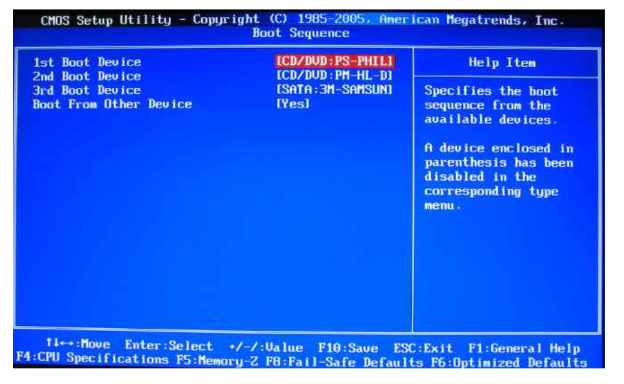 CMOS Setup Utility - Copyright (C) 1985-2005, American Megatrends, Inc.
Boot Sequence
1st Boot Device [CD/DVD:PS-PHIL]
2nd Boot Device [CD/DVD:PM-HL-D]
3rd Boot Device [SATA:3M-SAMSUN]
Boot From Other Device [Yes]
Help Item
Specifies the boot
sequence from the
available devices.
A device enclosed in
parenthesis has been
disabled in the
corresponding type
menu.
↑↓←→:Move Enter:Select +/-/:Value F10:Save ESC:Exit F1:General Help
F4:CPU Specifications F5:Memory-Z F8:Fail-Safe Defaults F6:Optimized Defaults